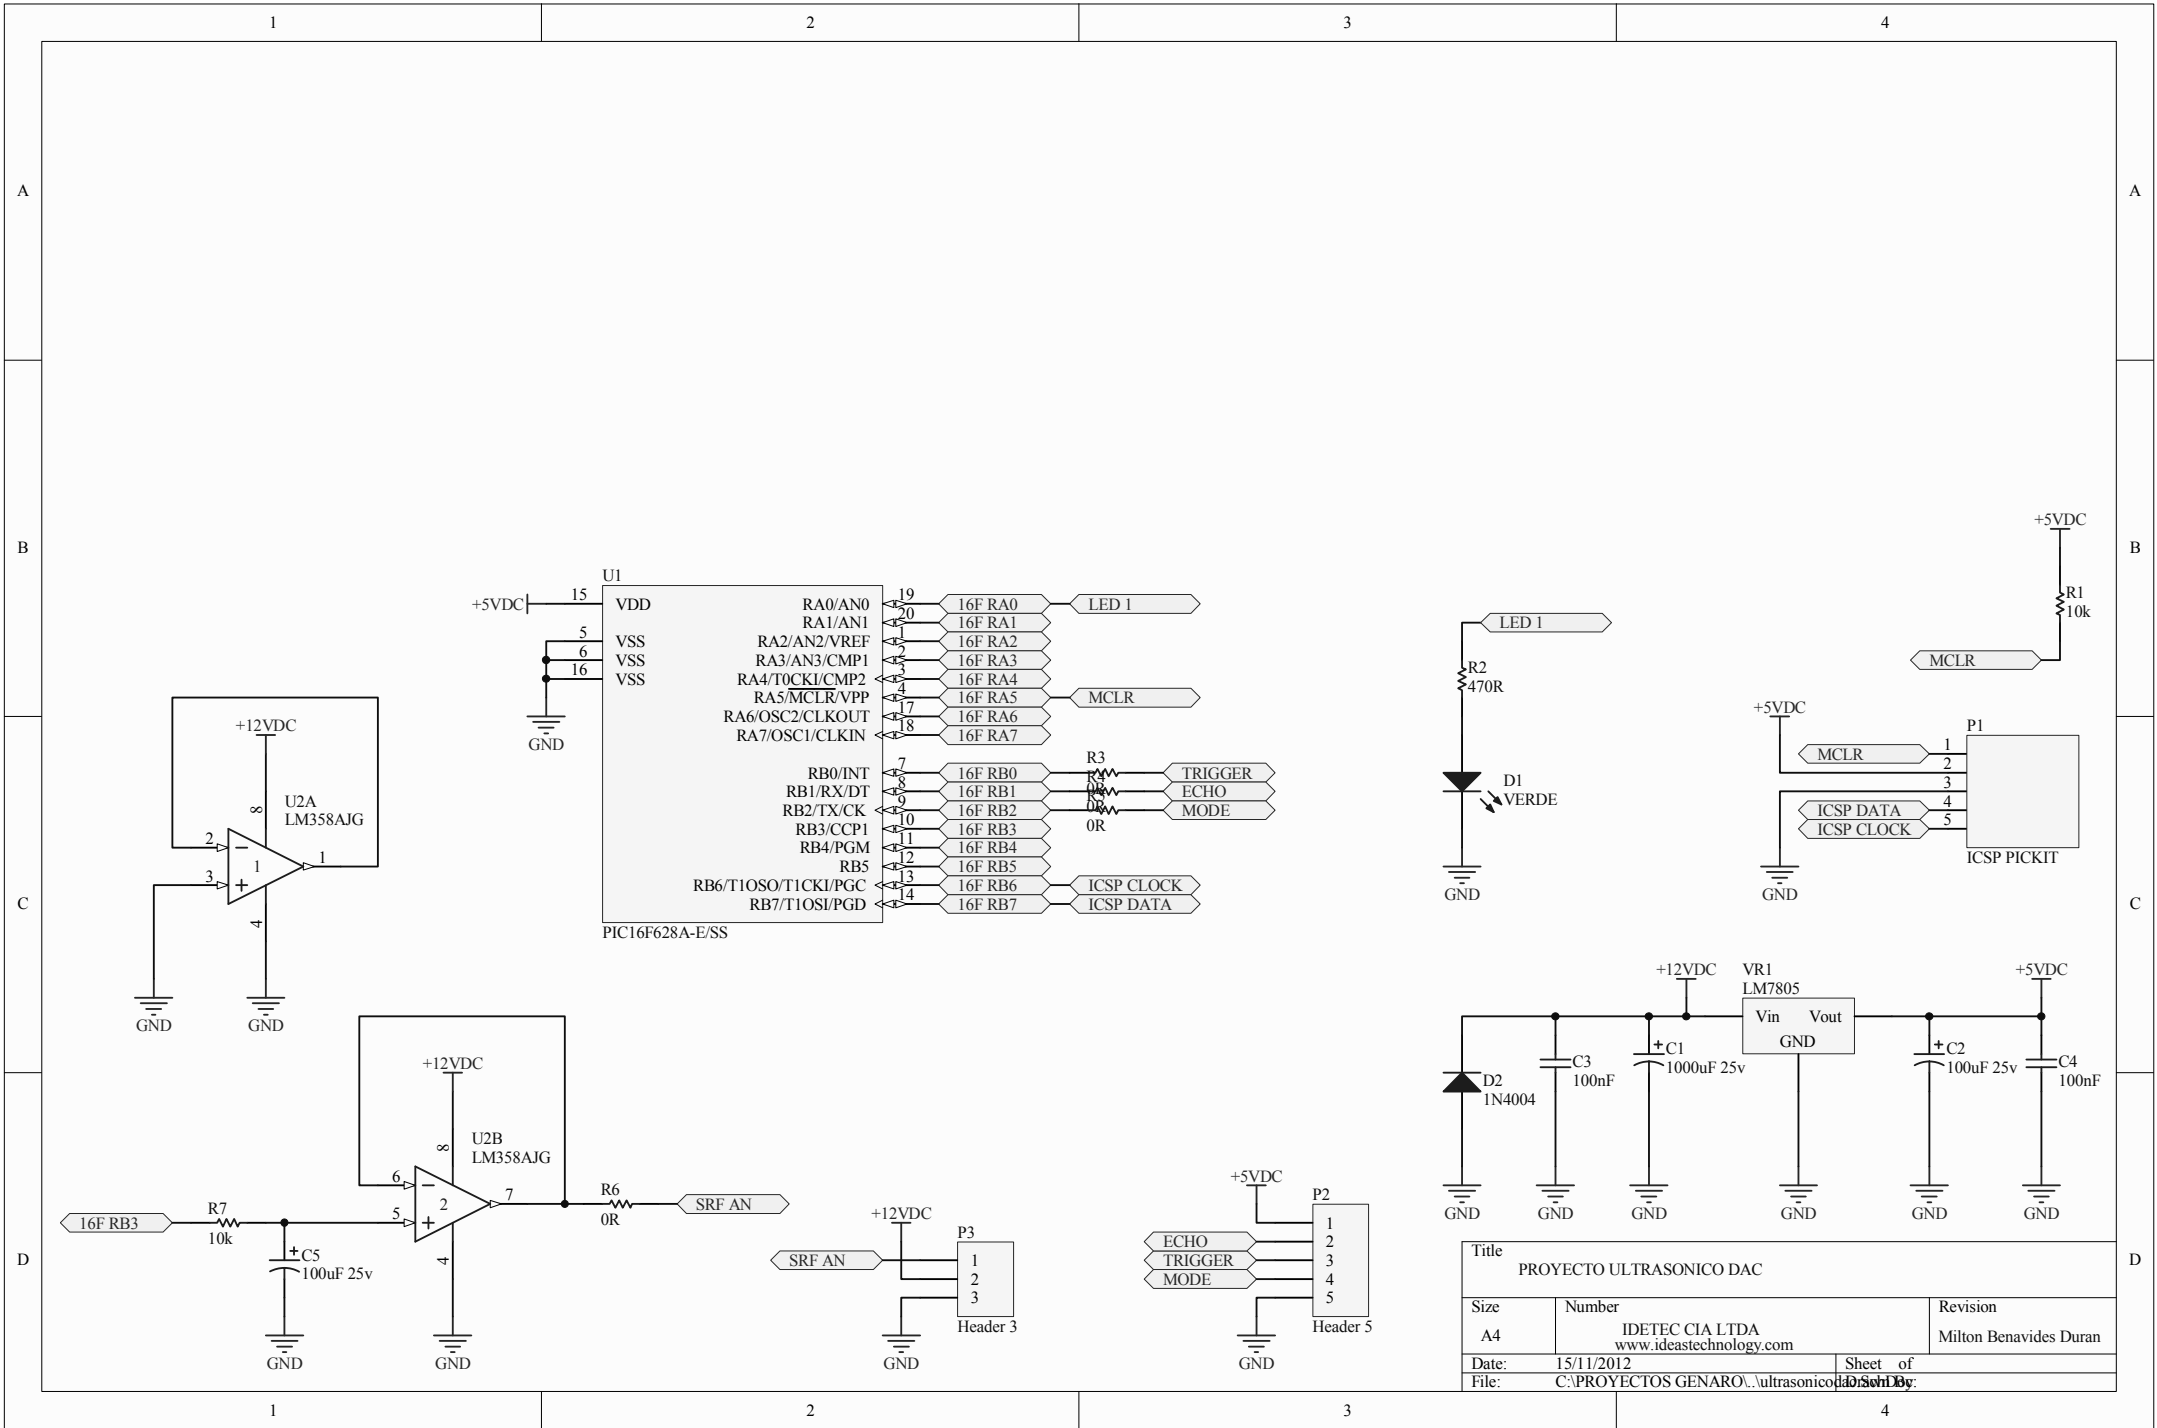 1 2 3 4
A A
B B
C C
D D
1 2 3 4
U1
+5VDC 15 VDD
5 VSS
6 VSS
16 VSS
GND
RA0/AN0 19 16F RA0 LED 1
RA1/AN1 20 16F RA1
RA2/AN2/VREF 1 16F RA2
RA3/AN3/CMP1 2 16F RA3
RA4/T0CKI/CMP2 3 16F RA4
RA5/MCLR/VPP 4 16F RA5 MCLR
RA6/OSC2/CLKOUT 17 16F RA6
RA7/OSC1/CLKIN 18 16F RA7
RB0/INT 7 16F RB0 R3 0R TRIGGER
RB1/RX/DT 8 16F RB1 R4 0R ECHO
RB2/TX/CK 9 16F RB2 R5 0R MODE
RB3/CCP1 10 16F RB3
RB4/PGM 11 16F RB4
RB5 12 16F RB5
RB6/T1OSO/T1CKI/PGC 13 16F RB6 ICSP CLOCK
RB7/T1OSI/PGD 14 16F RB7 ICSP DATA
PIC16F628A-E/SS
LED 1
R2
470R
D1
VERDE
GND
+5VDC
R1
10k
MCLR
+5VDC
P1
MCLR 1
2
3
ICSP DATA 4
ICSP CLOCK 5
ICSP PICKIT
GND
+12VDC
8
U2A
LM358AJG
2 −
1 1
3 +
4
GND GND
+12VDC
8
U2B
LM358AJG
6 −
2 7
5 +
4
16F RB3
R7
10k
+ C5
100uF 25v
R6
0R
SRF AN
GND GND
+12VDC
P3
SRF AN 1
2
3
Header 3
GND
+5VDC
P2
1
ECHO 2
TRIGGER 3
MODE 4
5
Header 5
GND
+12VDC VR1 +5VDC
LM7805
Vin Vout
GND
D2
1N4004
C3
100nF
+ C1
1000uF 25v
+ C2
100uF 25v
C4
100nF
GND GND GND GND GND GND
Title
PROYECTO ULTRASONICO DAC
Size Number Revision
A4 IDETEC CIA LTDA Milton Benavides Duran
www.ideastechnology.com
Date: 15/11/2012 Sheet of
File: C:\PROYECTOS GENARO\..\ultrasonicodac.SchDoc Drawn By: